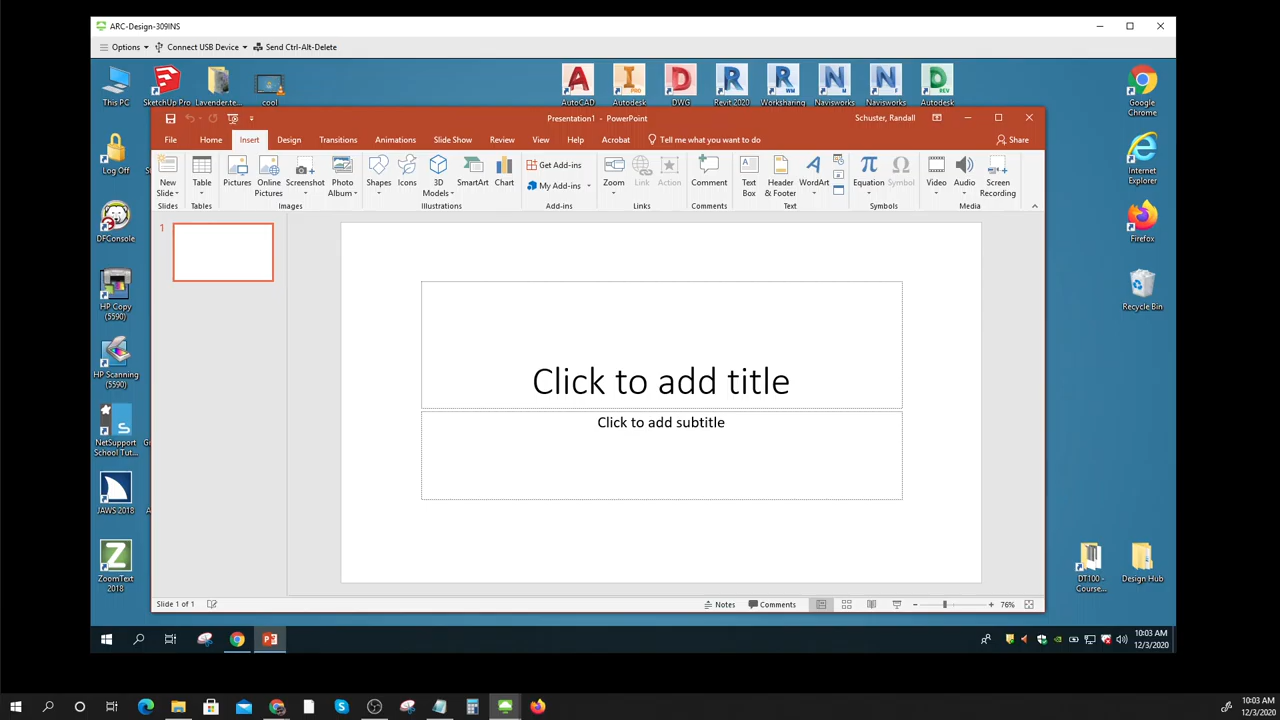 ARC-Design-309INS
Options
Connect USB Device
Send Ctrl-Alt-Delete
This PC
SketchUp Pro
Lavender.te...
cool
AutoCAD
Autodesk
DWG
Revit 2020
Worksharing
Navisworks
Navisworks
Autodesk
Google
Chrome
Presentation1 - PowerPoint
Schuster, Randall
File
Home
Insert
Design
Transitions
Animations
Slide Show
Review
View
Help
Acrobat
Tell me what you want to do
Share
New
Slide
Table
Pictures
Online
Pictures
Screenshot
Photo
Album
Shapes
Icons
3D
Models
SmartArt
Chart
Get Add-ins
My Add-ins
Zoom
Link
Action
Comment
Text
Box
Header
& Footer
WordArt
Equation
Symbol
Video
Audio
Screen
Recording
Slides
Tables
Images
Illustrations
Add-ins
Links
Comments
Text
Symbols
Media
Log Off
DFConsole
HP Copy
(5590)
HP Scanning
(5590)
NetSupport
School Tut...
JAWS 2018
ZoomText
2018
1
Click to add title
Click to add subtitle
Internet
Explorer
Firefox
Recycle Bin
DT100 -
Course...
Design Hub
Slide 1 of 1
Notes
Comments
76%
10:03 AM
12/3/2020
10:03 AM
12/3/2020